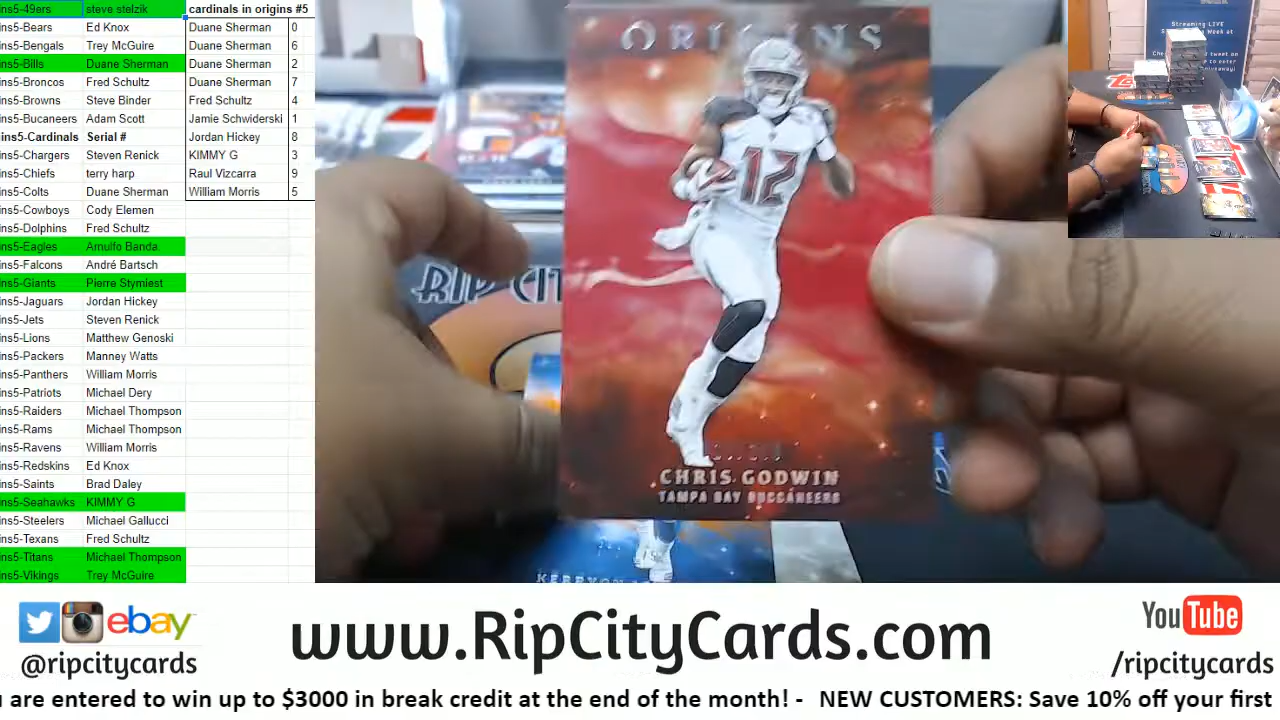 ins5-49ers steve stelzik cardinals in origins #5
ins5-Bears Ed Knox Duane Sherman 0
ins5-Bengals Trey McGuire Duane Sherman 6
ins5-Bills Duane Sherman Duane Sherman 2
ins5-Broncos Fred Schultz Duane Sherman 7
ins5-Browns Steve Binder Fred Schultz 4
ins5-Bucaneers Adam Scott Jamie Schwiderski 1
ins5-Cardinals Serial # Jordan Hickey 8
ins5-Chargers Steven Renick KIMMY G 3
ins5-Chiefs terry harp Raul Vizcarra 9
ins5-Colts Duane Sherman William Morris 5
ins5-Cowboys Cody Elemen
ins5-Dolphins Fred Schultz
ins5-Eagles Arnulfo Banda
ins5-Falcons André Bartsch
ins5-Giants Pierre Stymiest
ins5-Jaguars Jordan Hickey
ins5-Jets Steven Renick
ins5-Lions Matthew Genoski
ins5-Packers Manney Watts
ins5-Panthers William Morris
ins5-Patriots Michael Dery
ins5-Raiders Michael Thompson
ins5-Rams Michael Thompson
ins5-Ravens William Morris
ins5-Redskins Ed Knox
ins5-Saints Brad Daley
ins5-Seahawks KIMMY G
ins5-Steelers Michael Gallucci
ins5-Texans Fred Schultz
ins5-Titans Michael Thompson
ins5-Vikings Trey McGuire
ORIGINS
12
CHRIS GODWIN
TAMPA BAY BUCCANEERS
RIP CIT
KERRYON
Streaming LIVE
ebay
@ripcitycards
www.RipCityCards.com
YouTube
/ripcitycards
u are entered to win up to $3000 in break credit at the end of the month! - NEW CUSTOMERS: Save 10% off your first